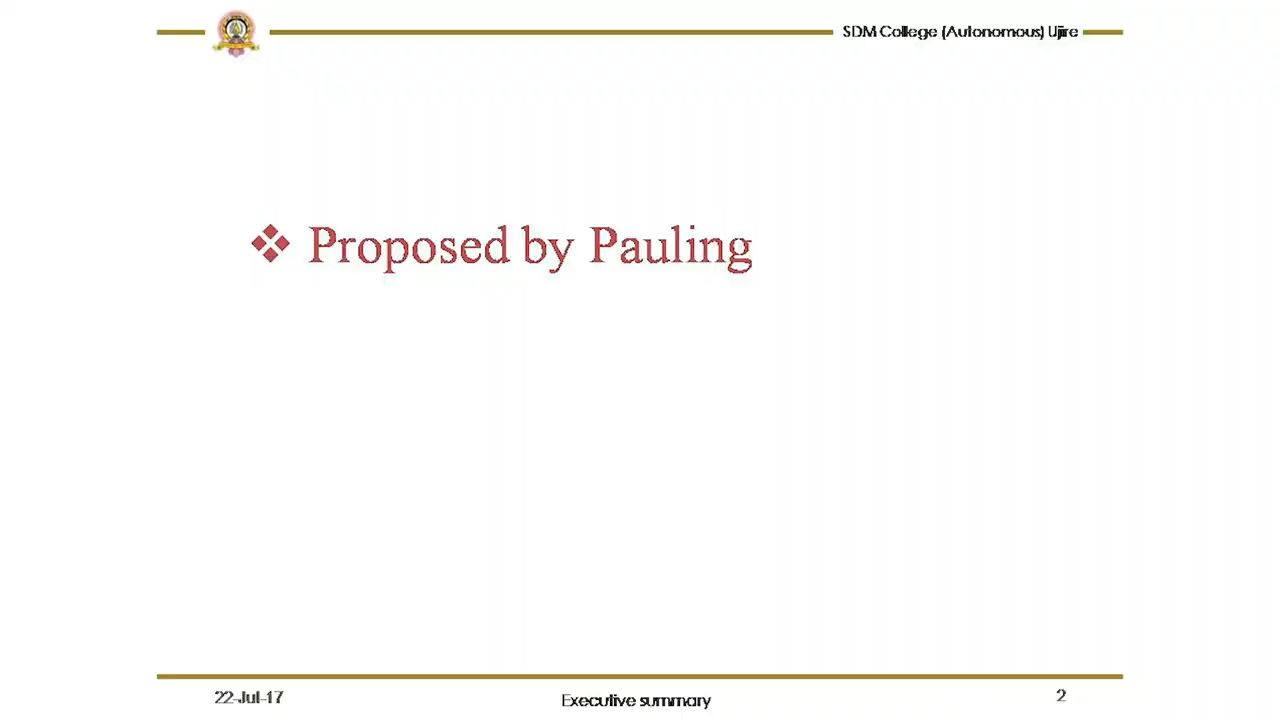 SDM College (Autonomous) Ujire
❖ Proposed by Pauling
22-Jul-17
Executive summary
2